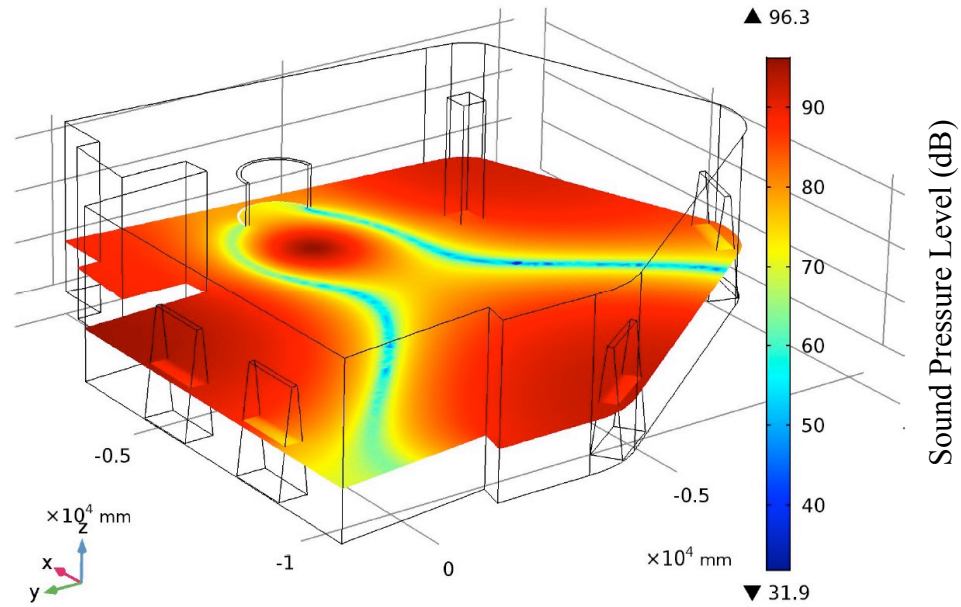 ▲ 96.3
90
80
70
60
50
40
▼ 31.9
Sound Pressure Level (dB)
-0.5
×10⁴ mm
z
x
y
-1
0
-0.5
×10⁴ mm